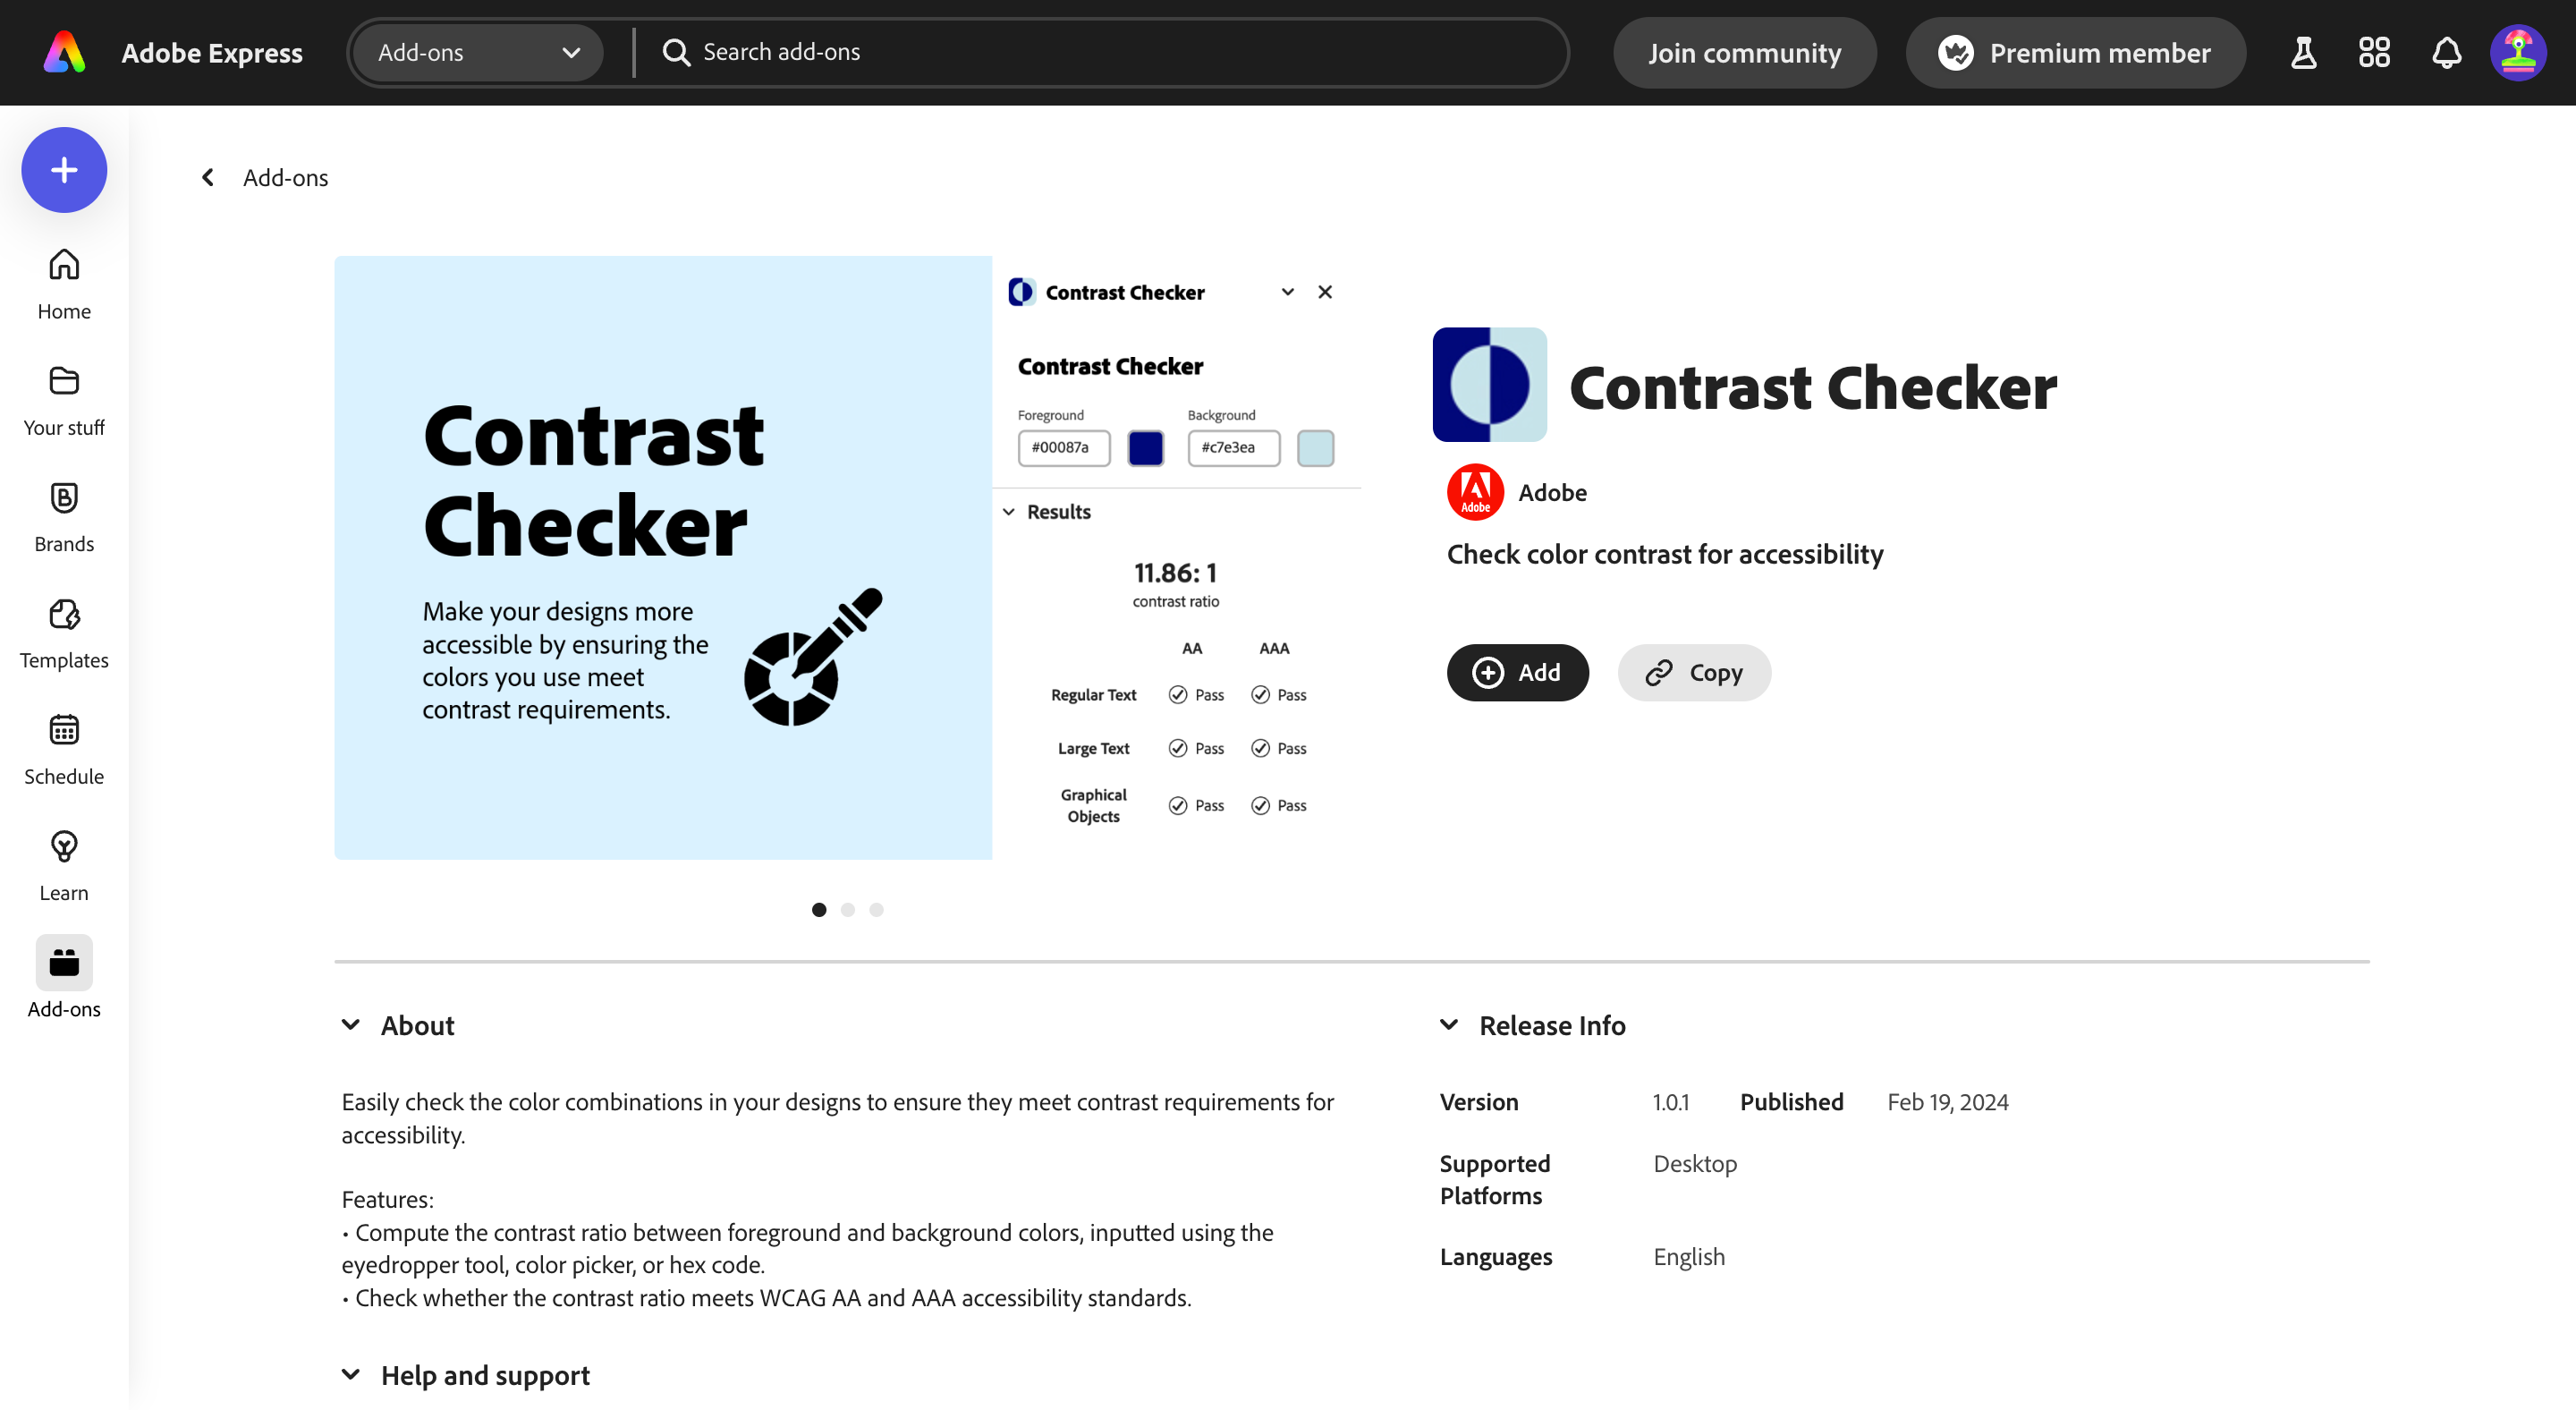 Adobe Express
Add-ons
Search add-ons
Join community
Premium member
Home
Your stuff
Brands
Templates
Schedule
Learn
Add-ons
Add-ons
Contrast
Checker
Make your designs more
accessible by ensuring the
colors you use meet
contrast requirements.
Contrast Checker
Contrast Checker
Foreground Background
#00087a #c7e3ea
Results
11.86: 1
contrast ratio
AA AAA
Regular Text Pass Pass
Large Text Pass Pass
Graphical
Objects Pass Pass
Contrast Checker
Adobe
Adobe
Check color contrast for accessibility
Add
Copy
About
Easily check the color combinations in your designs to ensure they meet contrast requirements for
accessibility.
Features:
• Compute the contrast ratio between foreground and background colors, inputted using the
eyedropper tool, color picker, or hex code.
• Check whether the contrast ratio meets WCAG AA and AAA accessibility standards.
Help and support
Release Info
Version 1.0.1 Published Feb 19, 2024
Supported
Platforms Desktop
Languages English